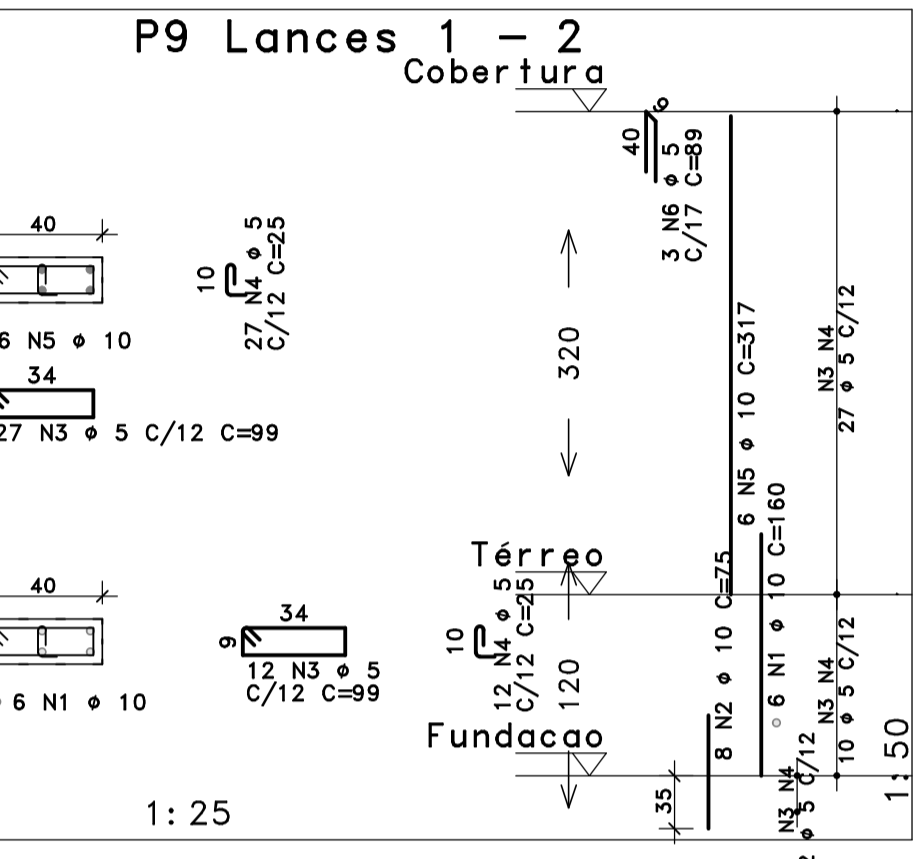 P9 Lances 1 - 2
Cobertura
40
6
3 N6 φ 5
C/17 C=89
40
10
27 N4 φ 5
C/12 C=25
6 N5 φ 10
34
27 N3 φ 5 C/12 C=99
320
6 N5 φ 10 C=317
N3 N4
27 φ 5 C/12
Térreo
40
34
9
12 N3 φ 5
C/12 C=99
10
12 N4 φ 5
C/12 C=25
120
6 N1 φ 10
8 N2 φ 10 C=75
6 N1 φ 10 C=160
N3 N4
10 φ 5 C/12
Fundacao
35
N3 N4
2 φ 5 C/12
1:25
1:50